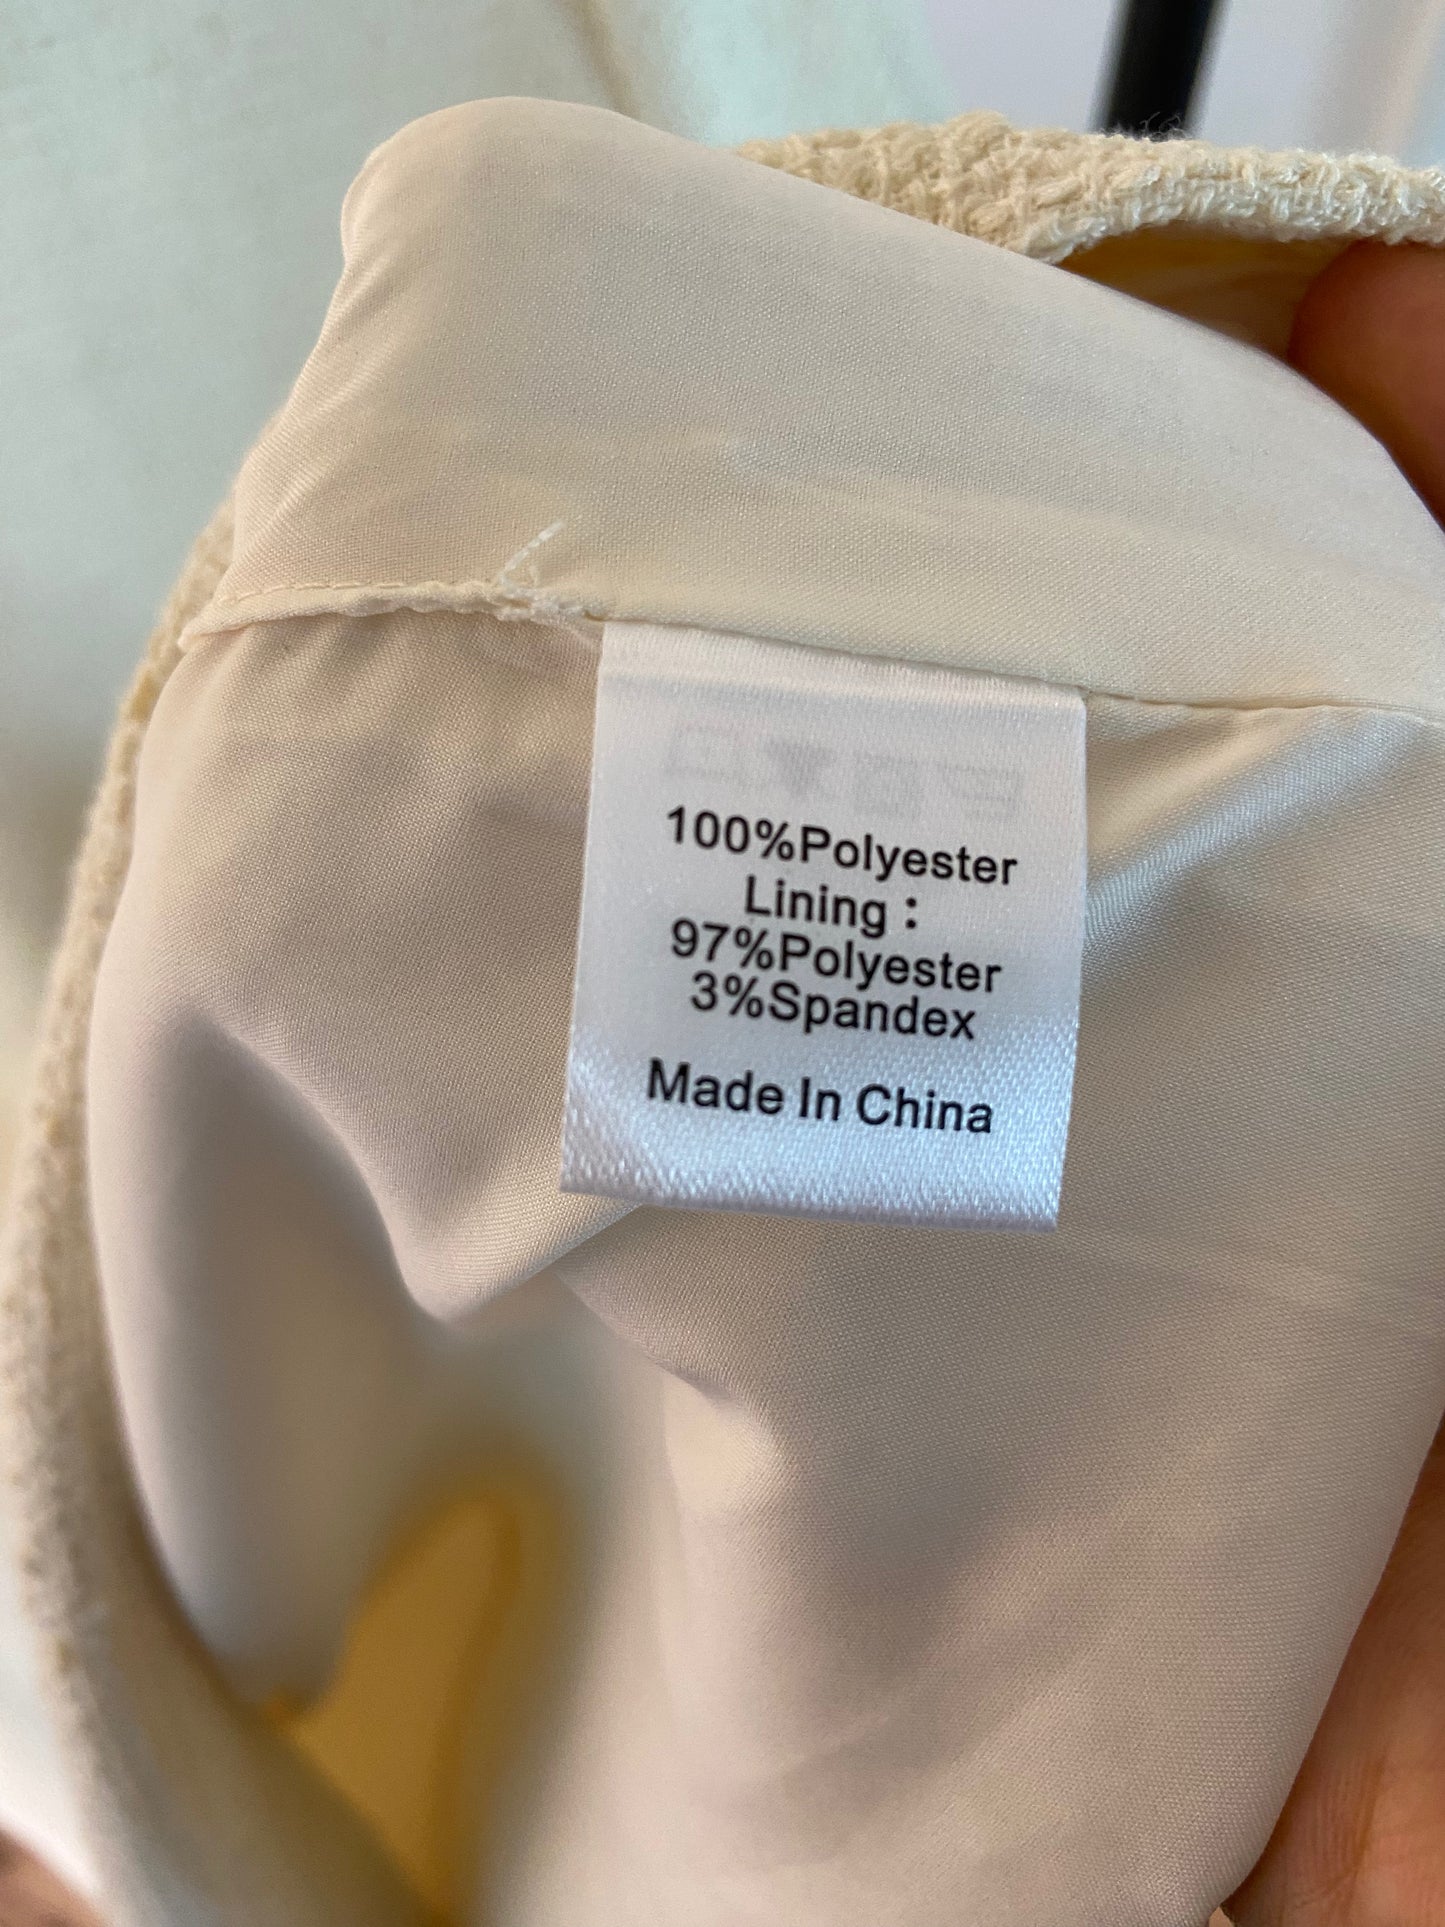 100%Polyester
Lining：
97%Polyester
3%Spandex
Made In China